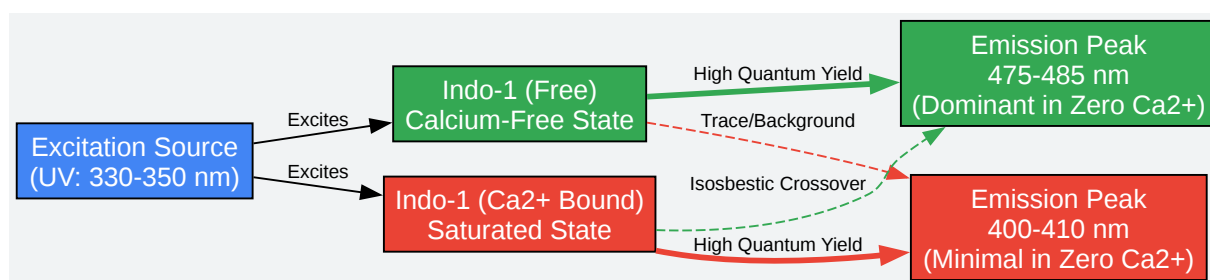 Excitation Source
(UV: 330-350 nm)
Excites
Excites
Indo-1 (Free)
Calcium-Free State
Indo-1 (Ca2+ Bound)
Saturated State
High Quantum Yield
Trace/Background
Isosbestic Crossover
High Quantum Yield
Emission Peak
475-485 nm
(Dominant in Zero Ca2+)
Emission Peak
400-410 nm
(Minimal in Zero Ca2+)